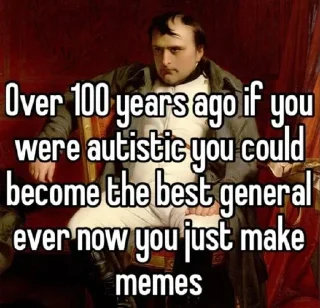 Over 100 years ago if you
were autistic you could
become the best general
ever now you just make
memes